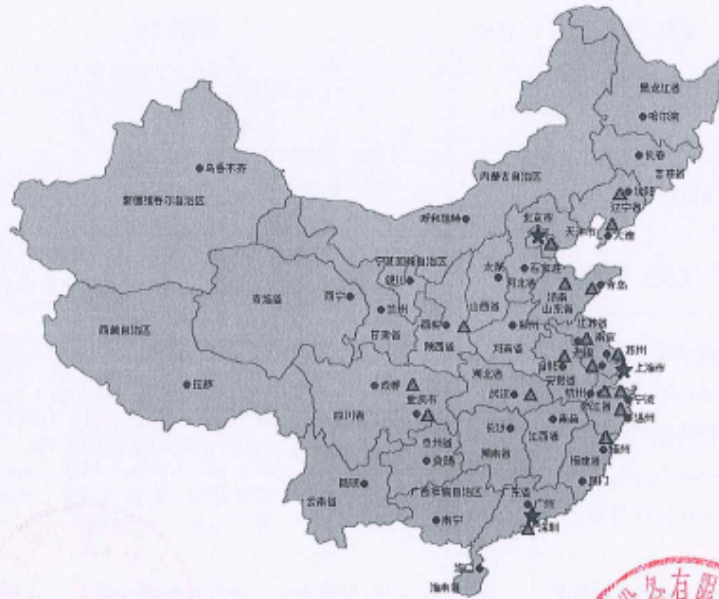 黑龙江省
哈尔滨
长春
吉林省
乌鲁木齐
内蒙古自治区
沈阳
辽宁省
新疆维吾尔自治区
呼和浩特
北京市
天津市
大连
宁夏回族自治区
银川
太原
石家庄
河北省
青海省
西宁
兰州
山西省
济南
山东省
青岛
西藏自治区
甘肃省
西安
陕西省
郑州
河南省
江苏省
南京
无锡
苏州
上海市
拉萨
成都
重庆市
湖北省
武汉
合肥
安徽省
杭州
宁波
浙江省
温州
四川省
长沙
湖南省
南昌
江西省
贵州省
贵阳
福州
福建省
厦门
昆明
云南省
广西壮族自治区
南宁
广东省
广州
深圳
海口
海南省
务有限